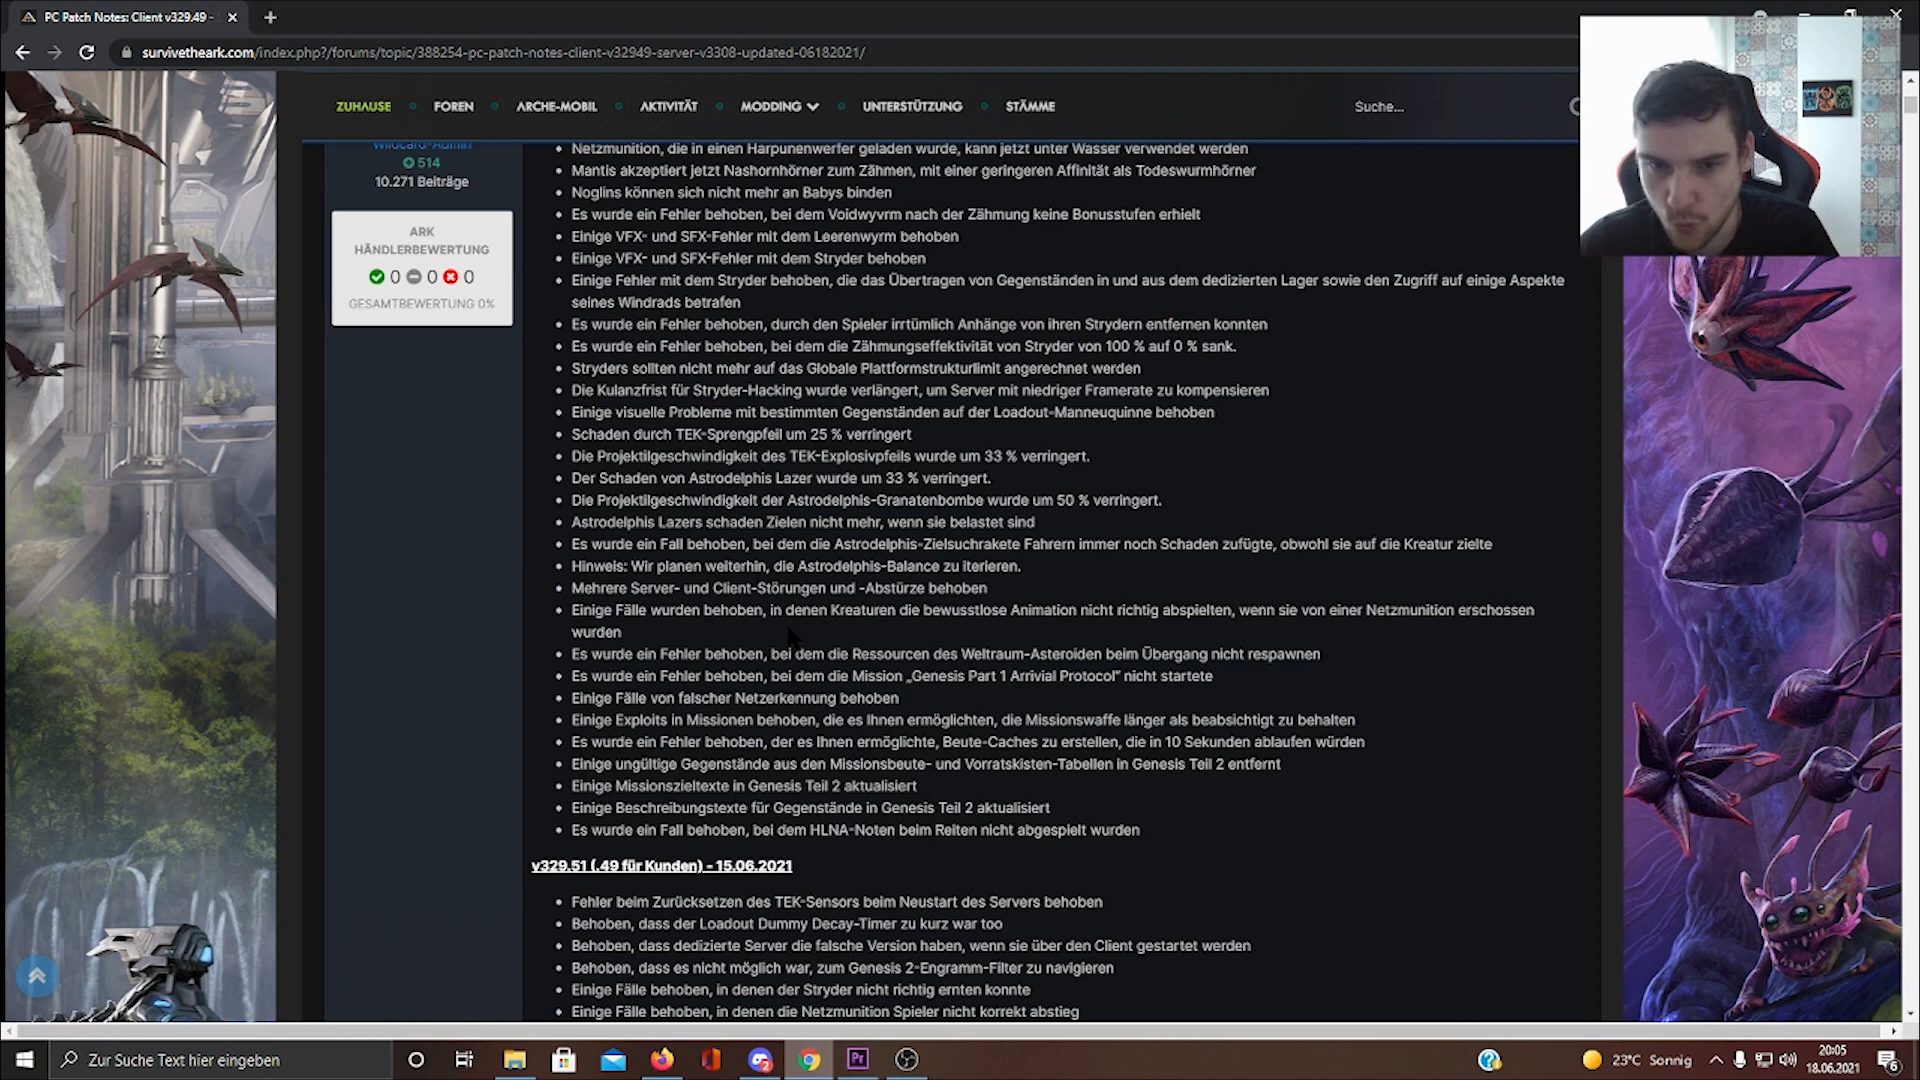 PC Patch Notes: Client v329.49 -
survivetheark.com/index.php?/forums/topic/388254-pc-patch-notes-client-v32949-server-v3308-updated-06182021/
ZUHAUSE FOREN ARCHE-MOBIL AKTIVITÄT MODDING UNTERSTÜTZUNG STÄMME Suche...
Wildcard-Admin
514
10.271 Beiträge
ARK
HÄNDLERBEWERTUNG
0 0 0
GESAMTBEWERTUNG 0%
Netzmunition, die in einen Harpunenwerfer geladen wurde, kann jetzt unter Wasser verwendet werden
Mantis akzeptiert jetzt Nashornhörner zum Zähmen, mit einer geringeren Affinität als Todeswurmhörner
Noglins können sich nicht mehr an Babys binden
Es wurde ein Fehler behoben, bei dem Voidwyvrm nach der Zähmung keine Bonusstufen erhielt
Einige VFX- und SFX-Fehler mit dem Leerenwyrm behoben
Einige VFX- und SFX-Fehler mit dem Stryder behoben
Einige Fehler mit dem Stryder behoben, die das Übertragen von Gegenständen in und aus dem dedizierten Lager sowie den Zugriff auf einige Aspekte
seines Windrads betrafen
Es wurde ein Fehler behoben, durch den Spieler irrtümlich Anhänge von ihren Strydern entfernen konnten
Es wurde ein Fehler behoben, bei dem die Zähmungseffektivität von Stryder von 100 % auf 0 % sank.
Stryders sollten nicht mehr auf das Globale Plattformstrukturlimit angerechnet werden
Die Kulanzfrist für Stryder-Hacking wurde verlängert, um Server mit niedriger Framerate zu kompensieren
Einige visuelle Probleme mit bestimmten Gegenständen auf der Loadout-Manneuquinne behoben
Schaden durch TEK-Sprengpfeil um 25 % verringert
Die Projektilgeschwindigkeit des TEK-Explosivpfeils wurde um 33 % verringert.
Der Schaden von Astrodelphis Lazer wurde um 33 % verringert.
Die Projektilgeschwindigkeit der Astrodelphis-Granatenbombe wurde um 50 % verringert.
Astrodelphis Lazers schaden Zielen nicht mehr, wenn sie belastet sind
Es wurde ein Fall behoben, bei dem die Astrodelphis-Zielsuchrakete Fahrern immer noch Schaden zufügte, obwohl sie auf die Kreatur zielte
Hinweis: Wir planen weiterhin, die Astrodelphis-Balance zu iterieren.
Mehrere Server- und Client-Störungen und -Abstürze behoben
Einige Fälle wurden behoben, in denen Kreaturen die bewusstlose Animation nicht richtig abspielten, wenn sie von einer Netzmunition erschossen
wurden
Es wurde ein Fehler behoben, bei dem die Ressourcen des Weltraum-Asteroiden beim Übergang nicht respawnen
Es wurde ein Fehler behoben, bei dem die Mission „Genesis Part 1 Arrivial Protocol" nicht startete
Einige Fälle von falscher Netzerkennung behoben
Einige Exploits in Missionen behoben, die es Ihnen ermöglichten, die Missionswaffe länger als beabsichtigt zu behalten
Es wurde ein Fehler behoben, der es Ihnen ermöglichte, Beute-Caches zu erstellen, die in 10 Sekunden ablaufen würden
Einige ungültige Gegenstände aus den Missionsbeute- und Vorratskisten-Tabellen in Genesis Teil 2 entfernt
Einige Missionszieltexte in Genesis Teil 2 aktualisiert
Einige Beschreibungstexte für Gegenstände in Genesis Teil 2 aktualisiert
Es wurde ein Fall behoben, bei dem HLNA-Noten beim Reiten nicht abgespielt wurden
v329.51 (.49 für Kunden) - 15.06.2021
Fehler beim Zurücksetzen des TEK-Sensors beim Neustart des Servers behoben
Behoben, dass der Loadout Dummy Decay-Timer zu kurz war too
Behoben, dass dedizierte Server die falsche Version haben, wenn sie über den Client gestartet werden
Behoben, dass es nicht möglich war, zum Genesis 2-Engramm-Filter zu navigieren
Einige Fälle behoben, in denen der Stryder nicht richtig ernten konnte
Einige Fälle behoben, in denen die Netzmunition Spieler nicht korrekt abstieg
Zur Suche Text hier eingeben
2
Pr
23°C Sonnig
20:05
18.06.2021
6